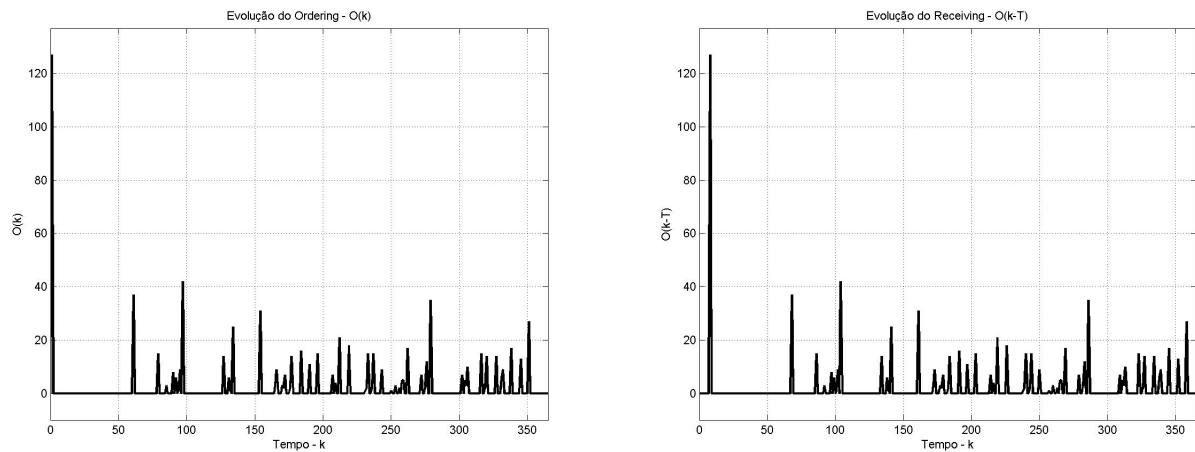 Evolução do Ordering - O(k)
O(k)
120
100
80
60
40
20
0
0 50 100 150 200 250 300 350
Tempo - k
Evolução do Receiving - O(k-T)
O(k-T)
120
100
80
60
40
20
0
0 50 100 150 200 250 300 350
Tempo - k